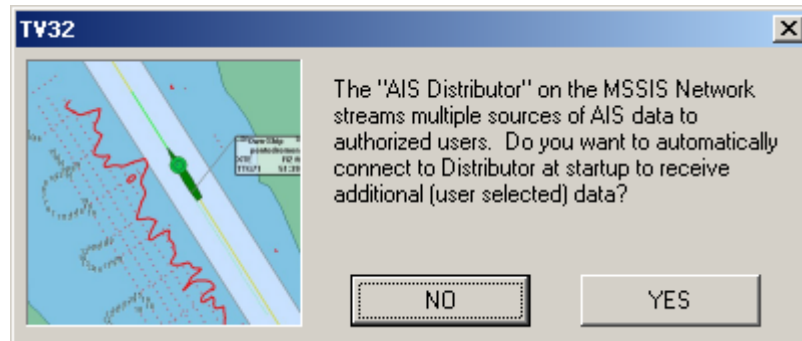 TV32
The "AIS Distributor" on the MSSIS Network
streams multiple sources of AIS data to
authorized users.  Do you want to automatically
connect to Distributor at startup to receive
additional (user selected) data?
NO
YES